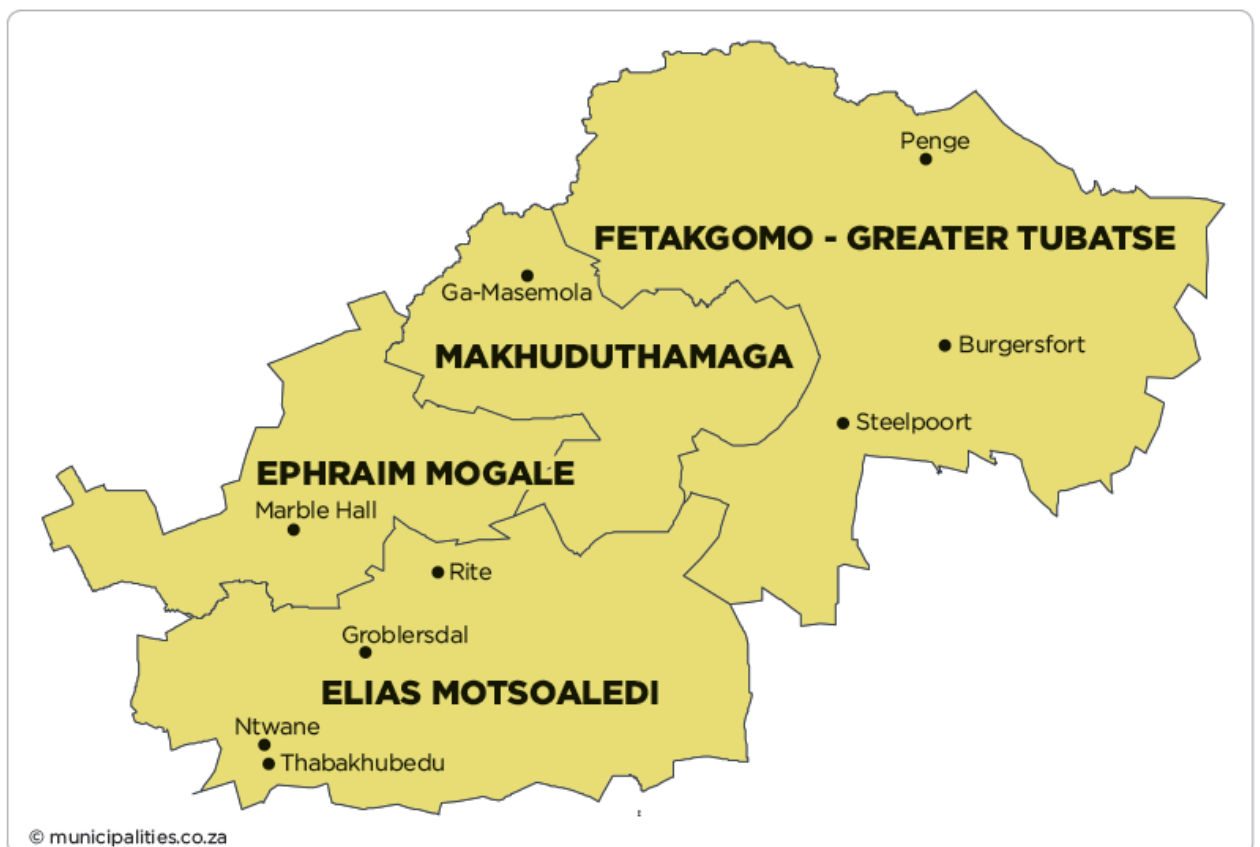 Penge
FETAKGOMO - GREATER TUBATSE
Ga-Masemola
MAKHUDUTHAMAGA
Burgersfort
Steelpoort
EPHRAIM MOGALE
Marble Hall
Rite
Groblersdal
ELIAS MOTSOALEDI
Ntwane
Thabakhubedu
© municipalities.co.za